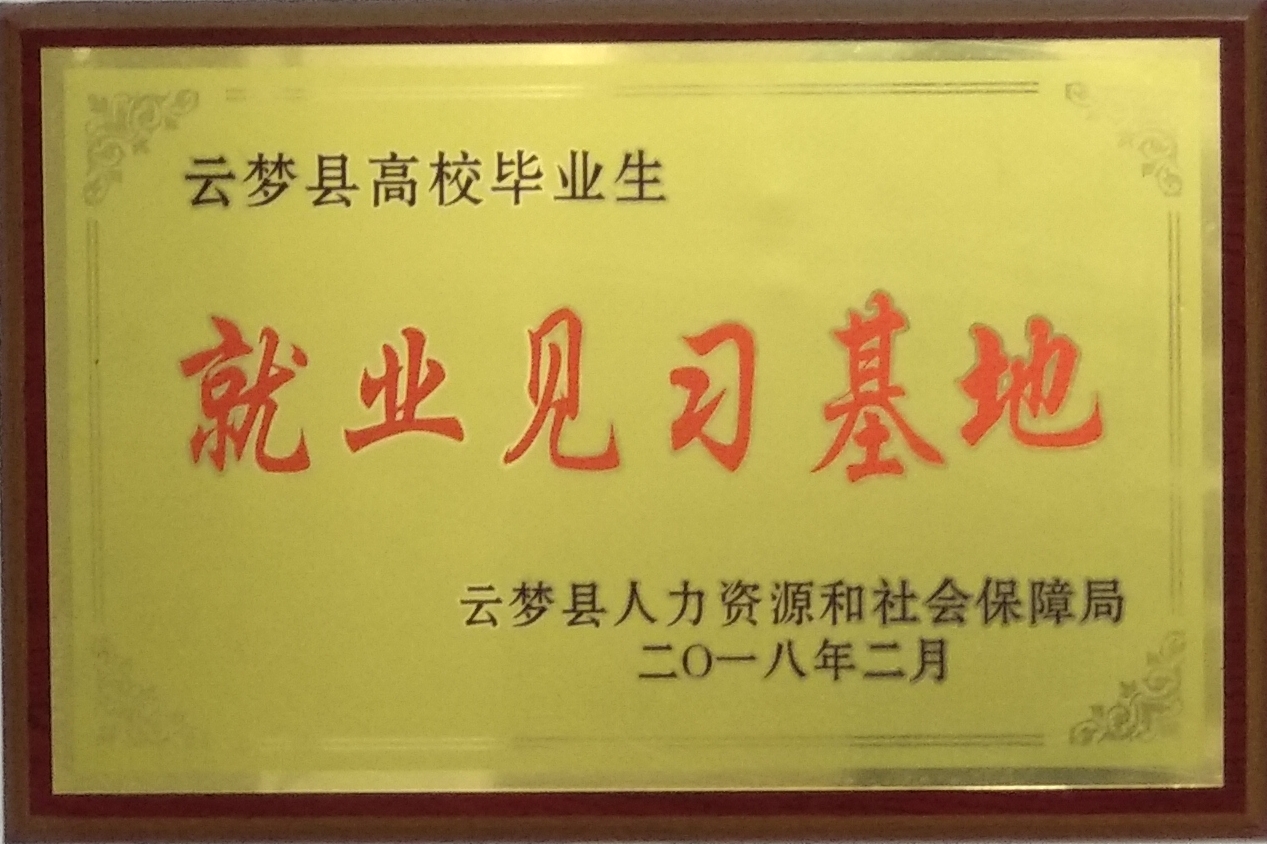 云梦县高校毕业生
就业见习基地
云梦县人力资源和社会保障局
二〇一八年二月